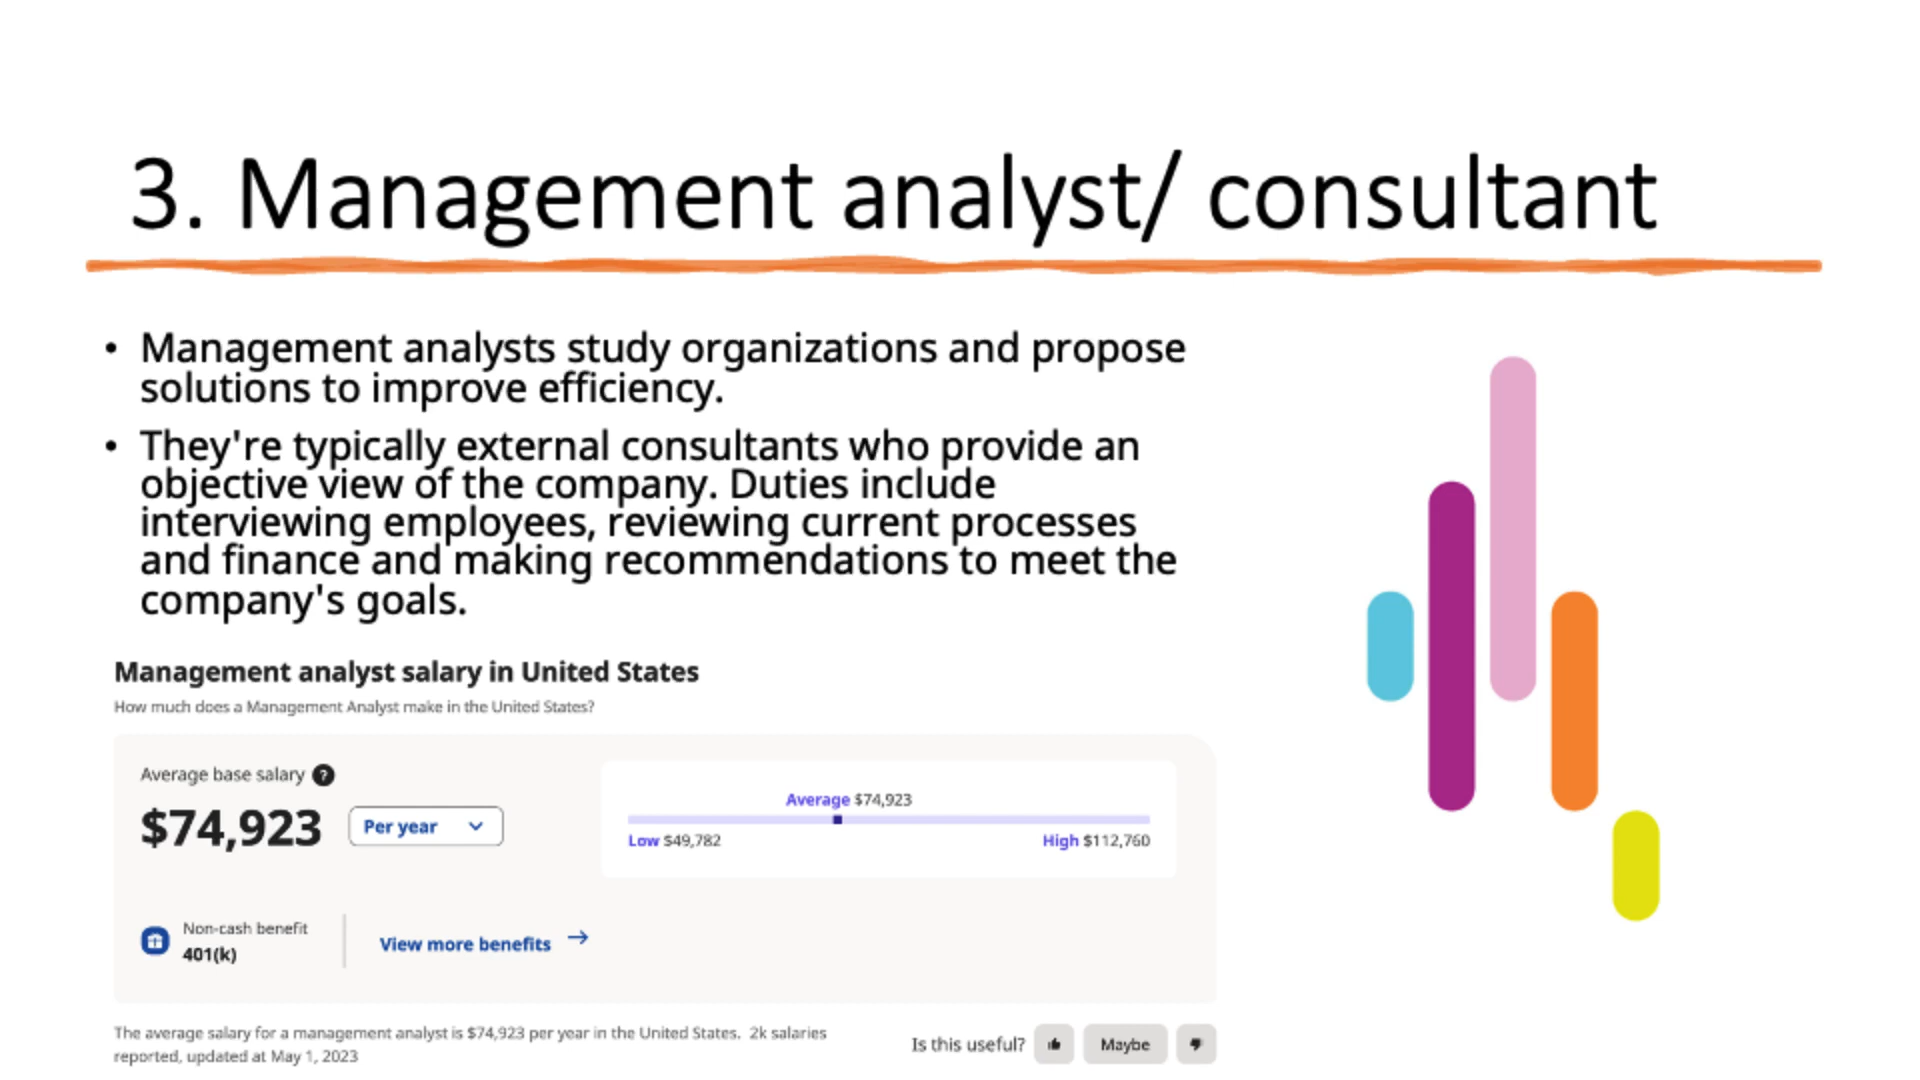 3. Management analyst/ consultant
• Management analysts study organizations and propose
solutions to improve efficiency.
• They're typically external consultants who provide an
objective view of the company. Duties include
interviewing employees, reviewing current processes
and finance and making recommendations to meet the
company's goals.
Management analyst salary in United States
How much does a Management Analyst make in the United States?
Average base salary ?
$74,923 Per year
Average $74,923
Low $49,782 High $112,760
Non-cash benefit
401(k)
View more benefits →
The average salary for a management analyst is $74,923 per year in the United States. 2k salaries
reported, updated at May 1, 2023
Is this useful? Maybe